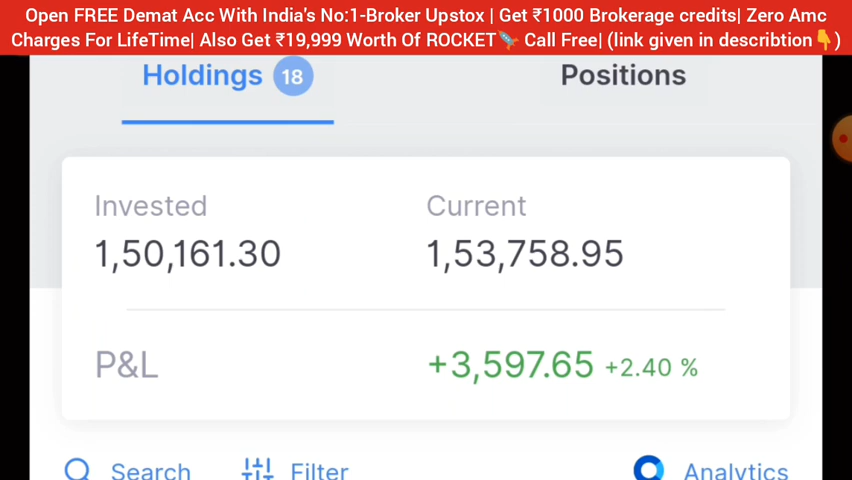 Open FREE Demat Acc With India's No:1-Broker Upstox | Get ₹1000 Brokerage credits| Zero Amc
Charges For LifeTime| Also Get ₹19,999 Worth Of ROCKET🚀 Call Free| (link given in describtion👇)
Holdings 18 Positions
Invested Current
1,50,161.30 1,53,758.95
P&L +3,597.65 +2.40 %
Search Filter Analytics